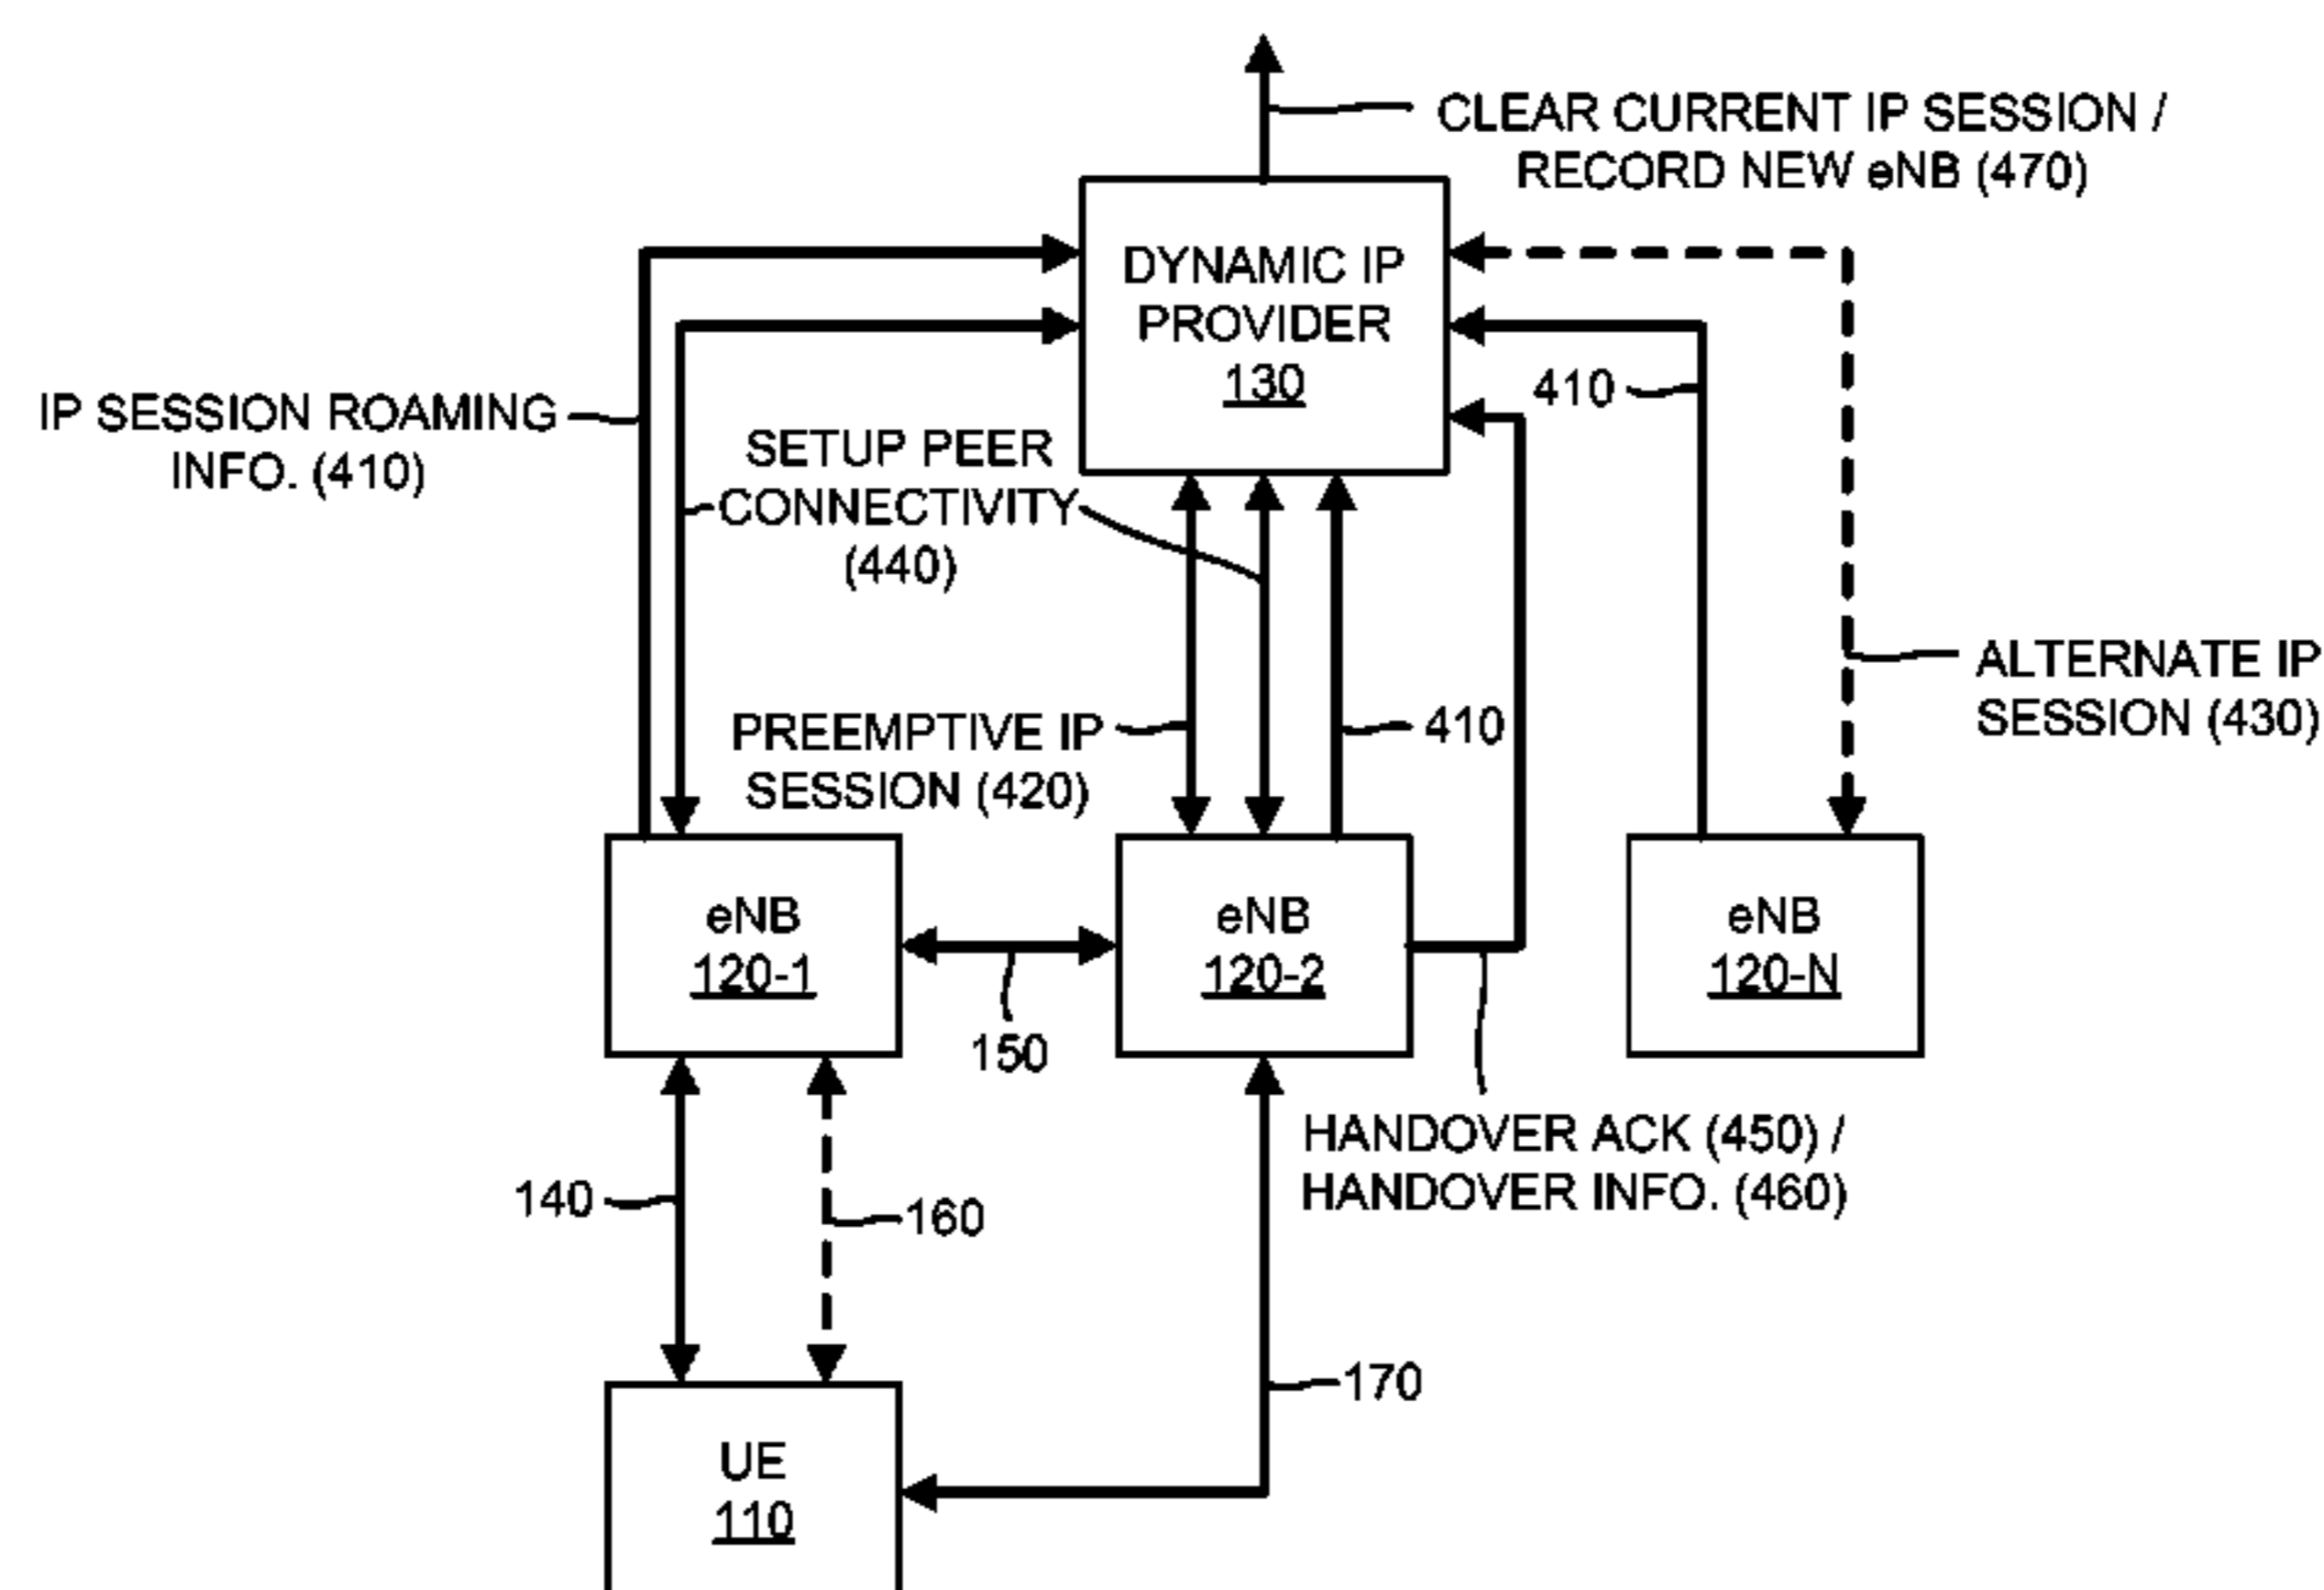 CLEAR CURRENT IP SESSION /
RECORD NEW eNB (470)
DYNAMIC IP
PROVIDER
130
IP SESSION ROAMING
INFO. (410)
SETUP PEER
CONNECTIVITY
(440)
410
ALTERNATE IP
SESSION (430)
PREEMPTIVE IP
SESSION (420)
410
eNB
120-1
eNB
120-2
eNB
120-N
150
HANDOVER ACK (450) /
HANDOVER INFO. (460)
140
160
170
UE
110